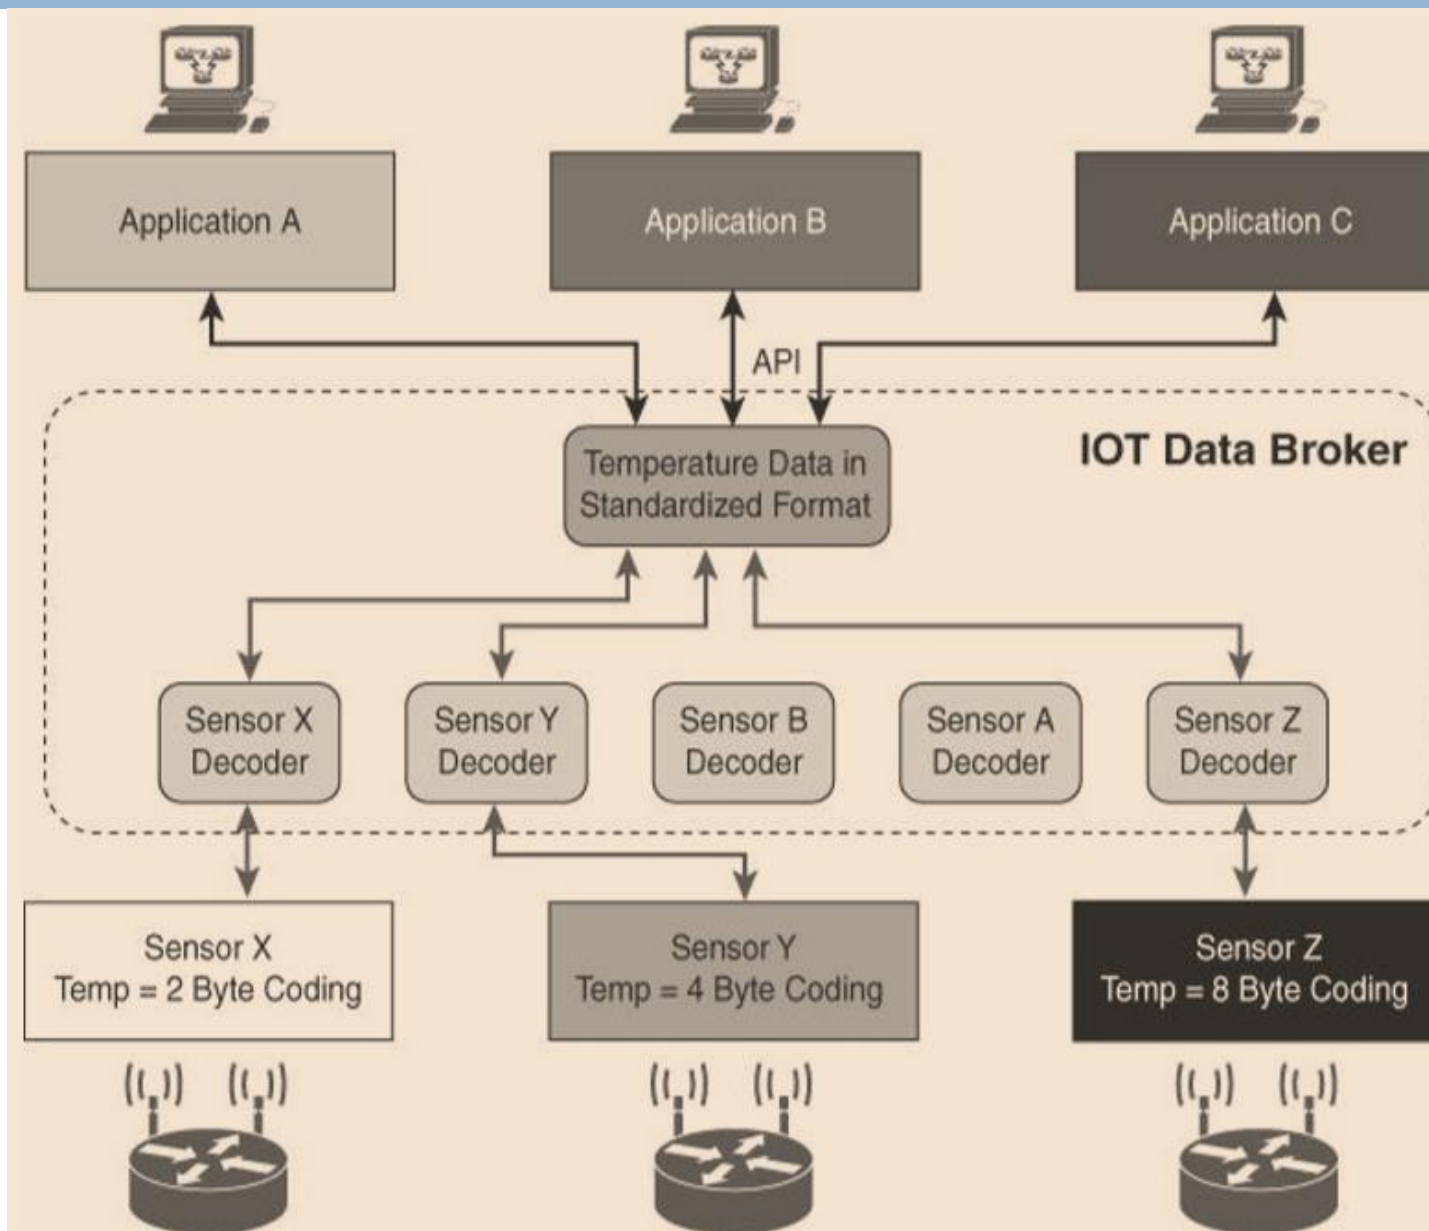 Application A
Application B
Application C
API
IOT Data Broker
Temperature Data in
Standardized Format
Sensor X
Decoder
Sensor Y
Decoder
Sensor B
Decoder
Sensor A
Decoder
Sensor Z
Decoder
Sensor X
Temp = 2 Byte Coding
Sensor Y
Temp = 4 Byte Coding
Sensor Z
Temp = 8 Byte Coding